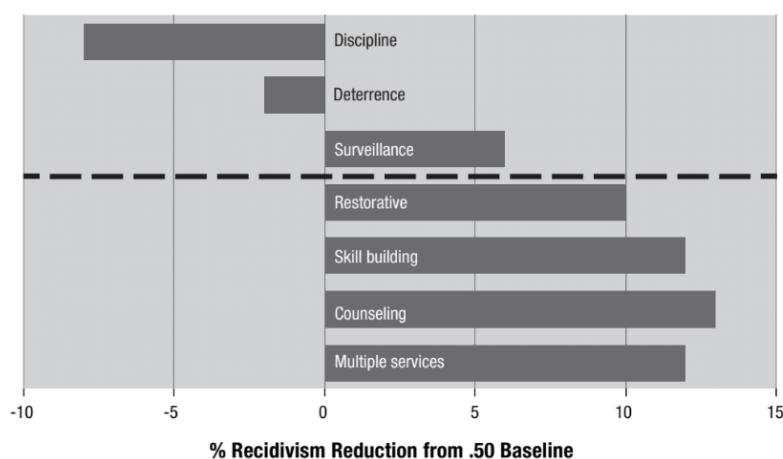 Discipline
Deterrence
Surveillance
Restorative
Skill building
Counseling
Multiple services
-10 -5 0 5 10 15
% Recidivism Reduction from .50 Baseline